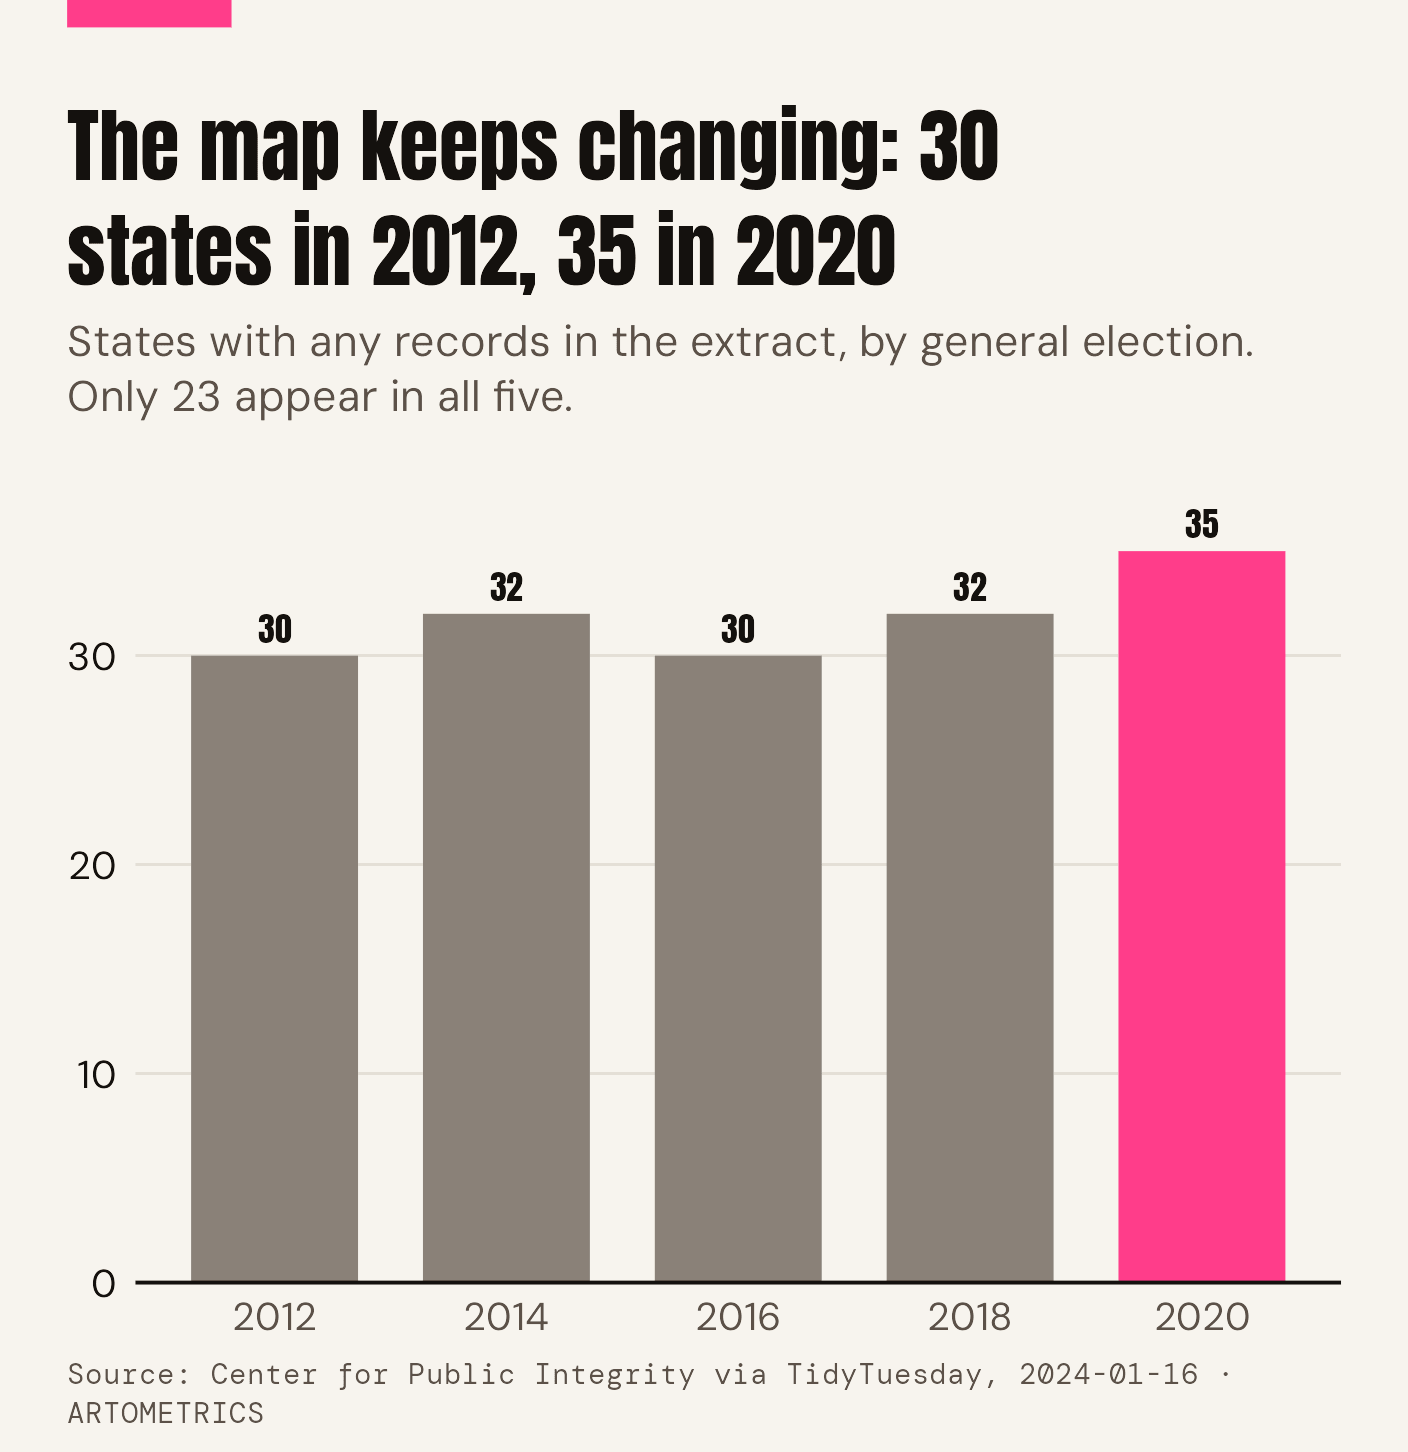 The map keeps changing: 30
states in 2012, 35 in 2020
States with any records in the extract, by general election.
Only 23 appear in all five.
35
32
32
30
30
30
20
10
0
2012
2014
2016
2018
2020
Source: Center for Public Integrity via TidyTuesday, 2024-01-16 ·
ARTOMETRICS